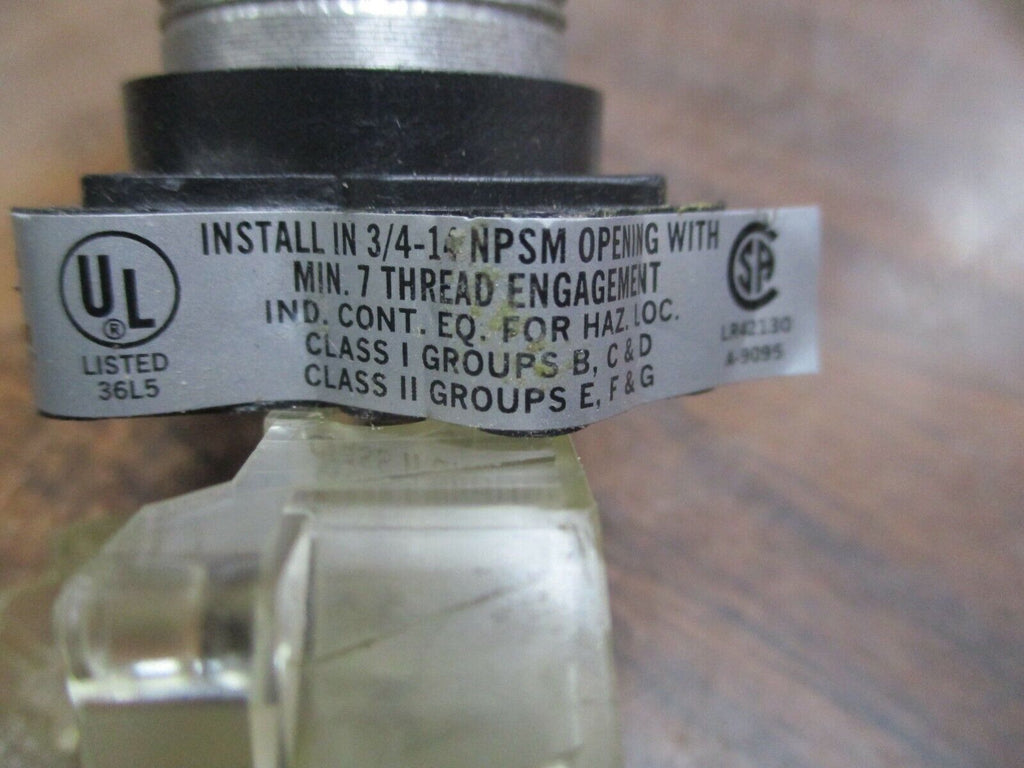 UL
®
LISTED
36L5
INSTALL IN 3/4-14 NPSM OPENING WITH
MIN. 7 THREAD ENGAGEMENT
IND. CONT. EQ. FOR HAZ. LOC.
CLASS I GROUPS B, C & D
CLASS II GROUPS E, F & G
SA
LR42130
A-9095